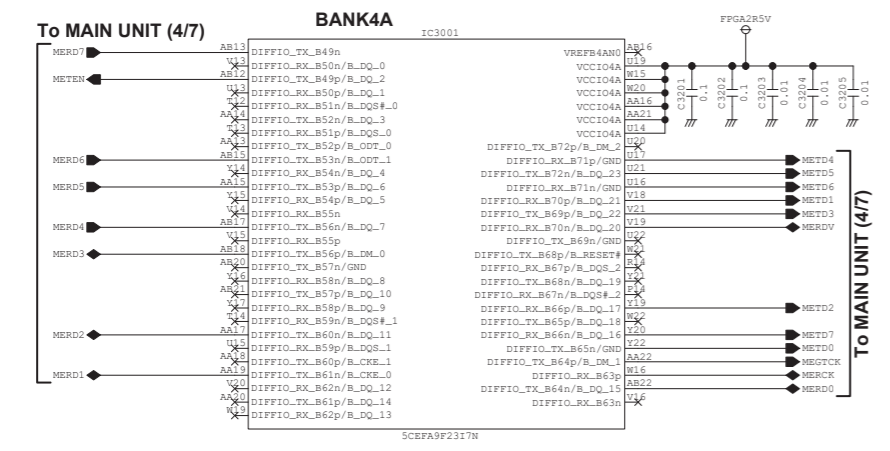 BANK4A
To MAIN UNIT (4/7)
IC3001
MERD7 AB13 DIFFIO_TX_B49n
V13 DIFFIO_RX_B50n/B_DQ_0
METEN AB12 DIFFIO_TX_B49p/B_DQ_2
U13 DIFFIO_RX_B50p/B_DQ_1
T12 DIFFIO_RX_B51n/B_DQS#_0
AA14 DIFFIO_TX_B52n/B_DQ_3
T13 DIFFIO_RX_B51p/B_DQS_0
AA13 DIFFIO_TX_B52p/B_ODT_0
MERD6 AB15 DIFFIO_TX_B53n/B_ODT_1
Y14 DIFFIO_RX_B54n/B_DQ_4
MERD5 AA15 DIFFIO_TX_B53p/B_DQ_6
Y15 DIFFIO_RX_B54p/B_DQ_5
V14 DIFFIO_RX_B55n
MERD4 AB17 DIFFIO_TX_B56n/B_DQ_7
V15 DIFFIO_RX_B55p
MERD3 AB18 DIFFIO_TX_B56p/B_DM_0
AB20 DIFFIO_TX_B57n/GND
Y16 DIFFIO_RX_B58n/B_DQ_8
AB21 DIFFIO_TX_B57p/B_DQ_10
Y17 DIFFIO_RX_B58p/B_DQ_9
T14 DIFFIO_RX_B59n/B_DQS#_1
MERD2 AA17 DIFFIO_TX_B60n/B_DQ_11
U15 DIFFIO_RX_B59p/B_DQS_1
AA18 DIFFIO_TX_B60p/B_CKE_1
MERD1 AA19 DIFFIO_TX_B61n/B_CKE_0
V20 DIFFIO_RX_B62n/B_DQ_12
AA20 DIFFIO_TX_B61p/B_DQ_14
W19 DIFFIO_RX_B62p/B_DQ_13
FPGA2R5V
VREFB4AN0 AB16
VCCIO4A U19
VCCIO4A W15
VCCIO4A W20
VCCIO4A AA16
VCCIO4A AA21
VCCIO4A U14
C3201 0.1
C3202 0.1
C3203 0.01
C3204 0.01
C3205 0.01
DIFFIO_TX_B72p/B_DM_2 U20
DIFFIO_RX_B71p/GND U17 METD4
DIFFIO_TX_B72n/B_DQ_23 U21 METD5
DIFFIO_RX_B71n/GND U16 METD6
DIFFIO_RX_B70p/B_DQ_21 V18 METD1
DIFFIO_TX_B69p/B_DQ_22 V21 METD3
DIFFIO_RX_B70n/B_DQ_20 V19 MERDV
DIFFIO_TX_B69n/GND U22
DIFFIO_TX_B68p/B_RESET# W21
DIFFIO_RX_B67p/B_DQS_2 R14
DIFFIO_TX_B68n/B_DQ_19 Y21
DIFFIO_RX_B67n/B_DQS#_2 P14
DIFFIO_RX_B66p/B_DQ_17 Y19 METD2
DIFFIO_TX_B65p/B_DQ_18 W22
DIFFIO_RX_B66n/B_DQ_16 Y20 METD7
DIFFIO_TX_B65n/GND Y22 METD0
DIFFIO_TX_B64p/B_DM_1 AA22 MEGTCK
DIFFIO_RX_B63p W16 MERCK
DIFFIO_TX_B64n/B_DQ_15 AB22 MERD0
DIFFIO_RX_B63n V16
To MAIN UNIT (4/7)
5CEFA9F23I7N